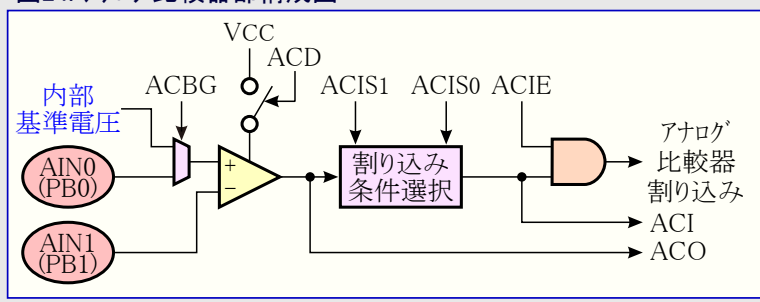 VCC
ACD
ACBG
ACIS1
ACIS0
ACIE
内部
基準電圧
AIN0
(PB0)
AIN1
(PB1)
+
−
割り込み
条件選択
アナログ
比較器
割り込み
ACI
ACO